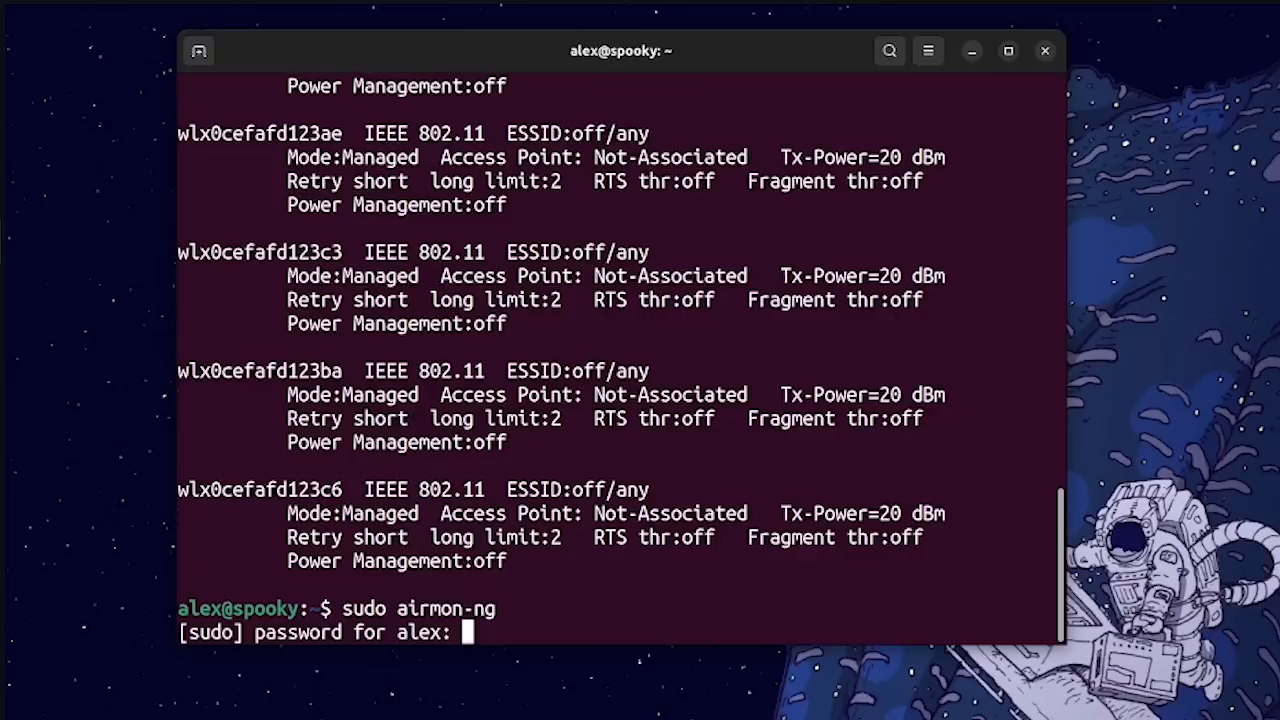 alex@spooky: ~
Power Management:off
wlx0cefafd123ae IEEE 802.11 ESSID:off/any
Mode:Managed Access Point: Not-Associated Tx-Power=20 dBm
Retry short long limit:2 RTS thr:off Fragment thr:off
Power Management:off
wlx0cefafd123c3 IEEE 802.11 ESSID:off/any
Mode:Managed Access Point: Not-Associated Tx-Power=20 dBm
Retry short long limit:2 RTS thr:off Fragment thr:off
Power Management:off
wlx0cefafd123ba IEEE 802.11 ESSID:off/any
Mode:Managed Access Point: Not-Associated Tx-Power=20 dBm
Retry short long limit:2 RTS thr:off Fragment thr:off
Power Management:off
wlx0cefafd123c6 IEEE 802.11 ESSID:off/any
Mode:Managed Access Point: Not-Associated Tx-Power=20 dBm
Retry short long limit:2 RTS thr:off Fragment thr:off
Power Management:off
alex@spooky:~$ sudo airmon-ng
[sudo] password for alex: